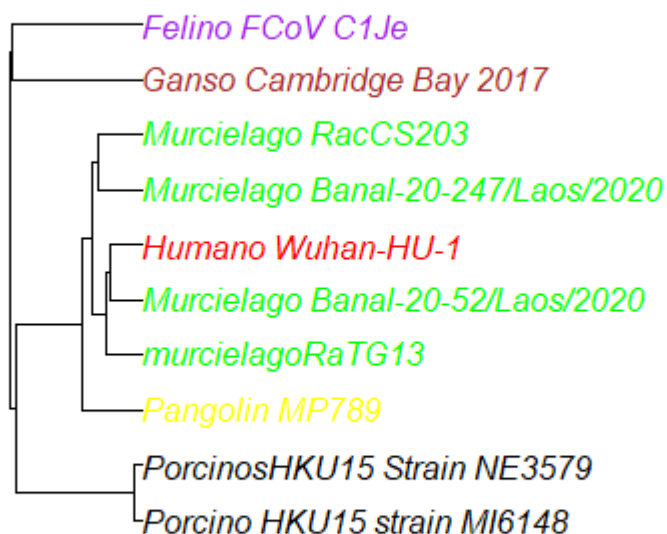 Felino FCoV C1Je
Ganso Cambridge Bay 2017
Murcielago RacCS203
Murcielago Banal-20-247/Laos/2020
Humano Wuhan-HU-1
Murcielago Banal-20-52/Laos/2020
murcielagoRaTG13
Pangolin MP789
PorcinosHKU15 Strain NE3579
Porcino HKU15 strain MI6148